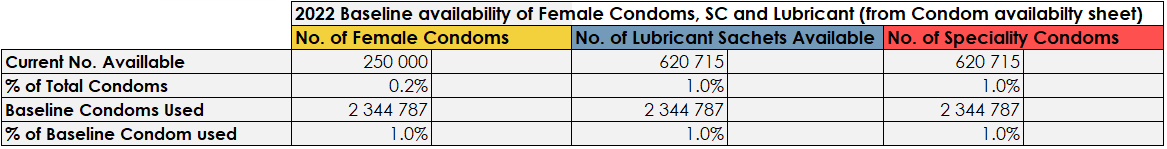 2022 Baseline availability of Female Condoms, SC and Lubricant (from Condom availabilty sheet)
No. of Female Condoms No. of Lubricant Sachets Available No. of Speciality Condoms
Current No. Availlable 250 000 620 715 620 715
% of Total Condoms 0.2% 1.0% 1.0%
Baseline Condoms Used 2 344 787 2 344 787 2 344 787
% of Baseline Condom used 1.0% 1.0% 1.0%